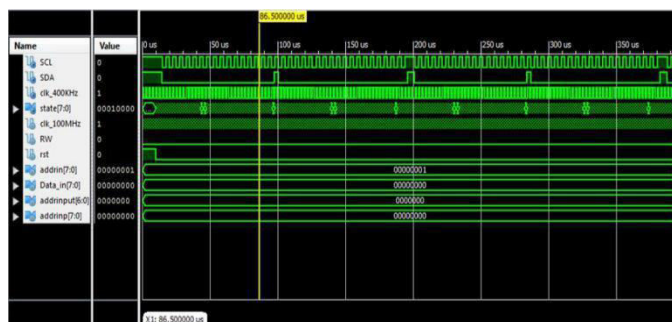 86.500000 us
Name Value 0 us 50 us 100 us 150 us 200 us 250 us 300 us 350 us
SCL 0
SDA 0
clk_400KHz 1
state[7:0] 00010000
clk_100MHz 1
RW 0
rst 0
addrin[7:0] 00000001 00000001
Data_in[7:0] 00000000 00000000
addrinput[6:0] 0000000 0000000
addrinp[7:0] 00000000 00000000
X1: 86.500000 us